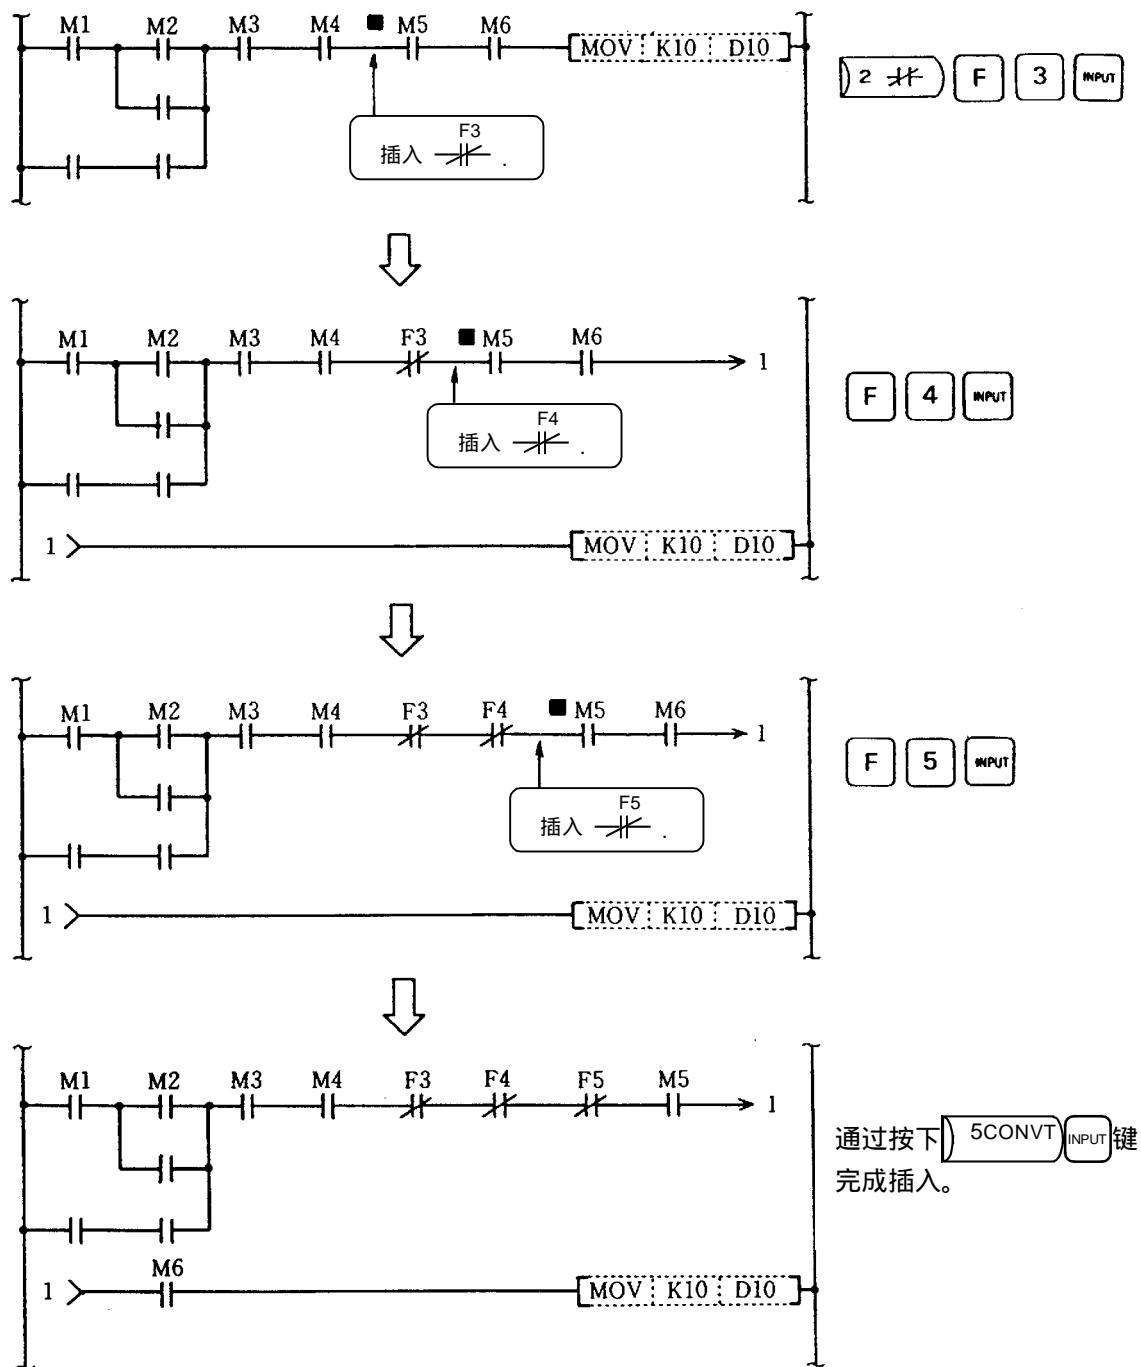 M1 M2 M3 M4 M5 M6
MOV K10 D10
2 F 3 INPUT
F3
插入 .
M1 M2 M3 M4 F3 M5 M6
1
F 4 INPUT
F4
插入 .
1 MOV K10 D10
M1 M2 M3 M4 F3 F4 M5 M6
1
F 5 INPUT
F5
插入 .
1 MOV K10 D10
M1 M2 M3 M4 F3 F4 F5 M5
1
通过按下 5CONVT INPUT 键
完成插入。
M6
1 MOV K10 D10